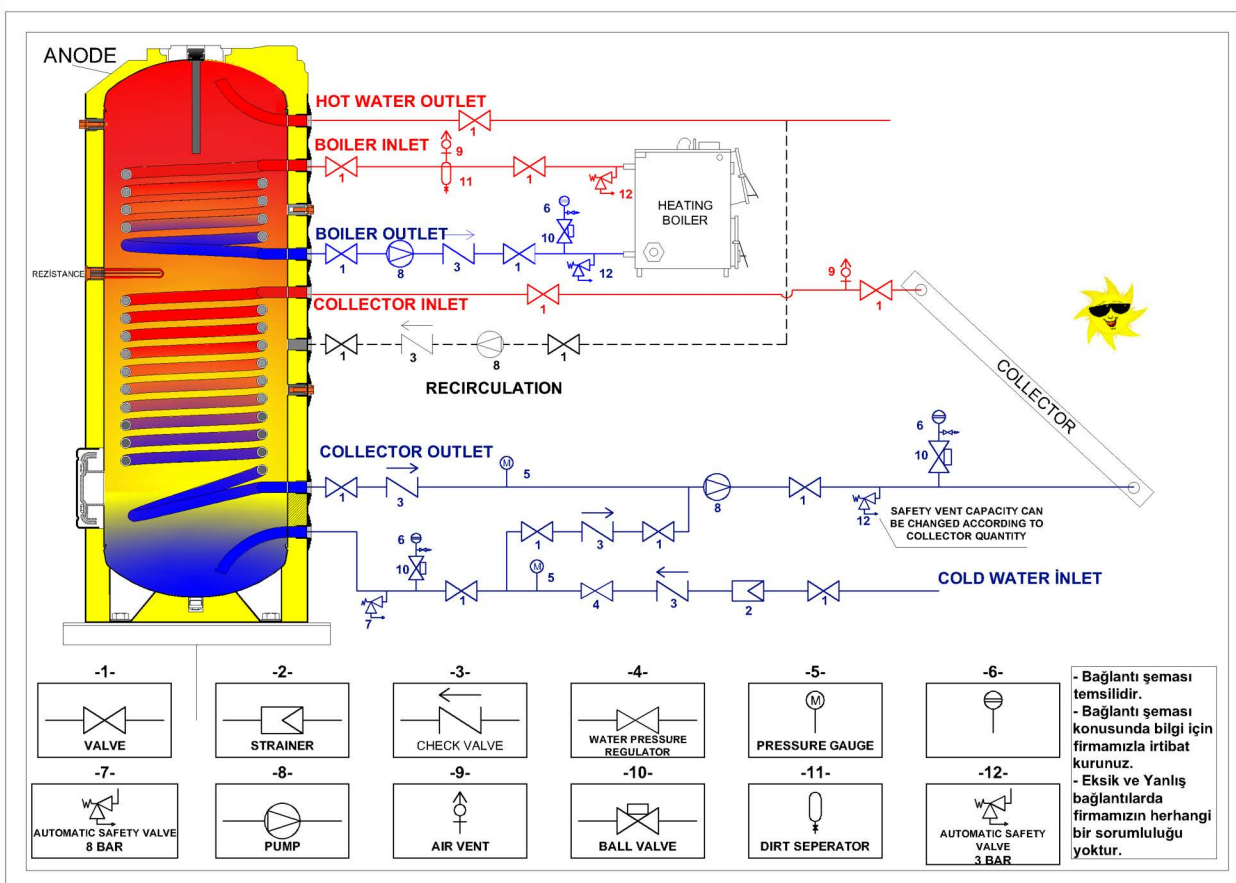 ANODE
HOT WATER OUTLET
1
BOILER INLET
9
1
11
1
12
HEATING
BOILER
6
10
BOILER OUTLET
1
8
3
1
12
REZİSTANCE
9
1
COLLECTOR INLET
1
1
3
8
1
RECIRCULATION
COLLECTOR
COLLECTOR OUTLET
M
5
6
10
1
3
8
1
12
SAFETY VENT CAPACITY CAN
BE CHANGED ACCORDING TO
COLLECTOR QUANTITY
1
3
1
6
10
M
5
COLD WATER İNLET
7
1
4
3
2
1
-1-
VALVE
-2-
STRAINER
-3-
CHECK VALVE
-4-
WATER PRESSURE
REGULATOR
-5-
M
PRESSURE GAUGE
-6-
-7-
AUTOMATIC SAFETY VALVE
8 BAR
-8-
PUMP
-9-
AIR VENT
-10-
BALL VALVE
-11-
DIRT SEPERATOR
-12-
AUTOMATIC SAFETY
VALVE
3 BAR
- Bağlantı şeması
temsilidir.
- Bağlantı şeması
konusunda bilgi için
firmamızla irtibat
kurunuz.
- Eksik ve Yanlış
bağlantılarda
firmamızın herhangi
bir sorumluluğu
yoktur.